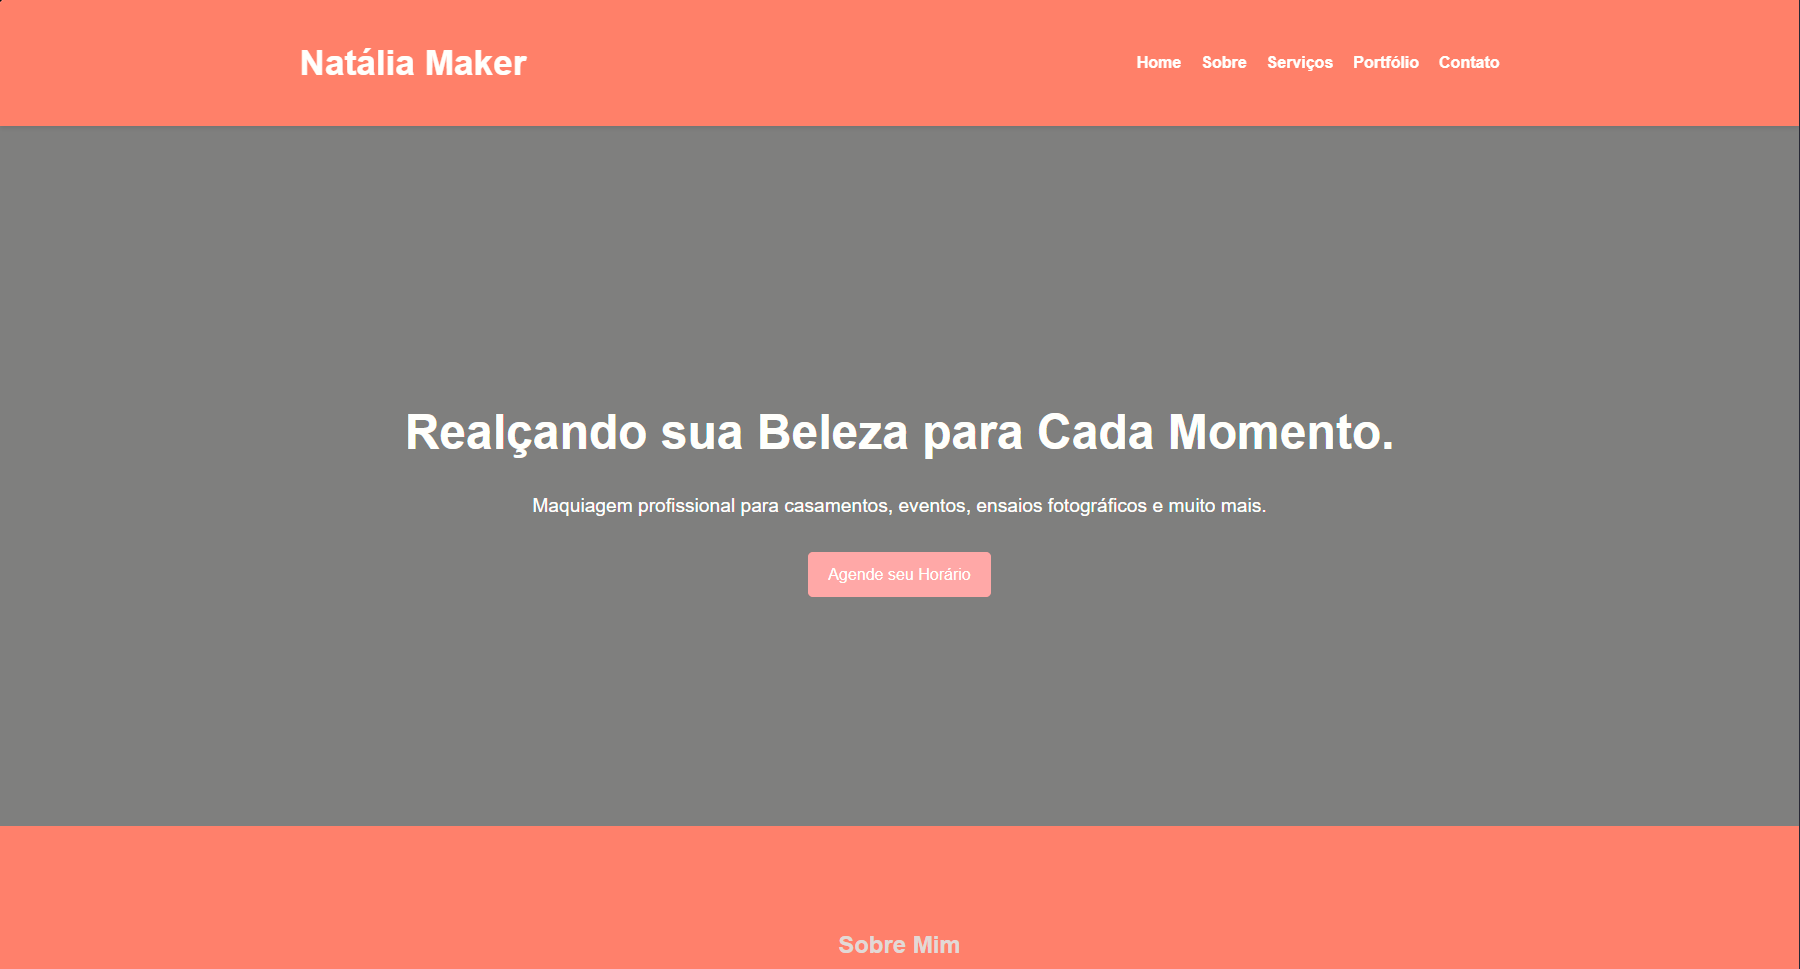 Natália Maker
Home Sobre Serviços Portfólio Contato
Realçando sua Beleza para Cada Momento.
Maquiagem profissional para casamentos, eventos, ensaios fotográficos e muito mais.
Agende seu Horário
Sobre Mim